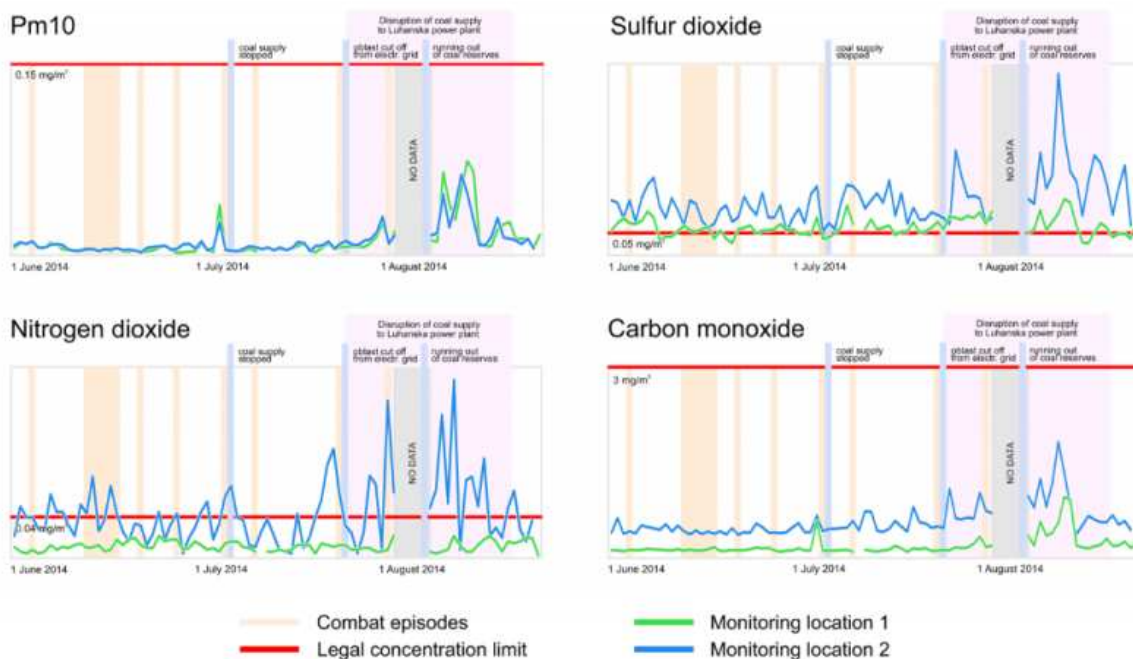 Pm10
Disruption of coal supply
to Luhanska power plant
coal supply
stopped
oblast cut off
from electr. grid
running out
of coal reserves
0.15 mg/m³
NO DATA
1 June 2014
1 July 2014
1 August 2014
Sulfur dioxide
Disruption of coal supply
to Luhanska power plant
coal supply
stopped
oblast cut off
from electr. grid
running out
of coal reserves
NO DATA
0.05 mg/m³
1 June 2014
1 July 2014
1 August 2014
Nitrogen dioxide
Disruption of coal supply
to Luhanska power plant
coal supply
stopped
oblast cut off
from electr. grid
running out
of coal reserves
NO DATA
0.04 mg/m³
1 June 2014
1 July 2014
1 August 2014
Carbon monoxide
Disruption of coal supply
to Luhanska power plant
coal supply
stopped
oblast cut off
from electr. grid
running out
of coal reserves
3 mg/m³
NO DATA
1 June 2014
1 July 2014
1 August 2014
Combat episodes
Monitoring location 1
Legal concentration limit
Monitoring location 2